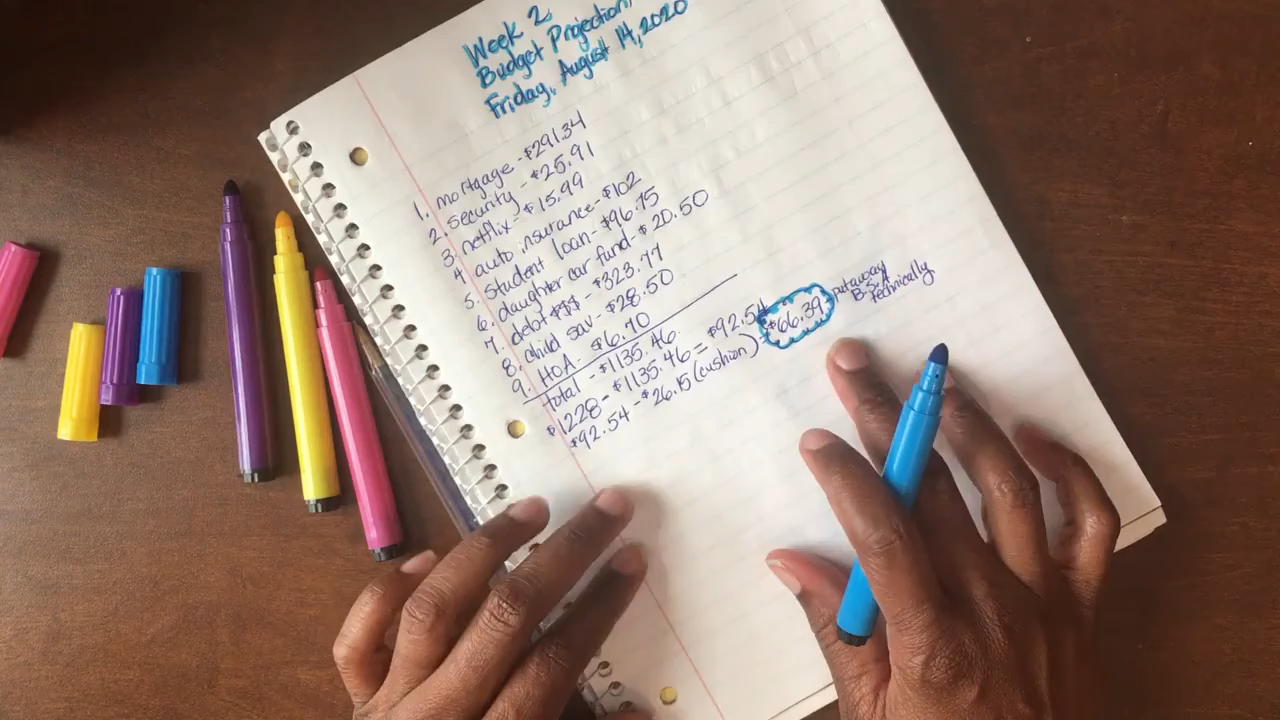 Week 2
Budget Projection,
Friday, August 14, 2020
1. mortgage - $291.34
2. security - $25.91
3. netflix - $15.99
4. auto insurance - $102
5. student loan - $96.75
6. daughter car fund - $20.50
7. debt $$$ - $323.77
8. child sav - $28.50
9. HOA - $6.70
total - $1135.46
$1228 - $1135.46 = $92.54
$92.54 - $26.15 (cushion) = $66.39
put away
Technically